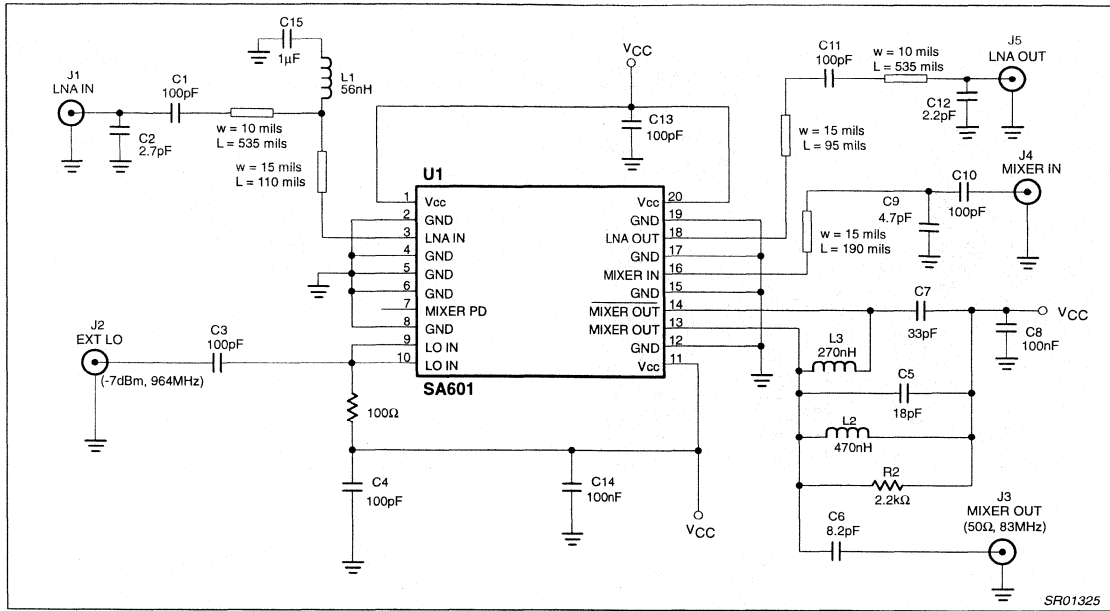 C15
1µF
L1
56nH
J1
LNA IN
C1
100pF
C2
2.7pF
w = 10 mils
L = 535 mils
w = 15 mils
L = 110 mils
VCC
C13
100pF
C11
100pF
w = 10 mils
L = 535 mils
J5
LNA OUT
C12
2.2pF
w = 15 mils
L = 95 mils
J4
MIXER IN
C10
100pF
C9
4.7pF
w = 15 mils
L = 190 mils
U1
1 Vcc
2 GND
3 LNA IN
4 GND
5 GND
6 GND
7 MIXER PD
8 GND
9 LO IN
10 LO IN
Vcc 20
GND 19
LNA OUT 18
GND 17
MIXER IN 16
GND 15
MIXER OUT 14
MIXER OUT 13
GND 12
Vcc 11
SA601
J2
EXT LO
(-7dBm, 964MHz)
C3
100pF
100Ω
C4
100pF
C14
100nF
VCC
C7
33pF
VCC
C8
100nF
L3
270nH
C5
18pF
L2
470nH
R2
2.2kΩ
C6
8.2pF
J3
MIXER OUT
(50Ω, 83MHz)
SR01325